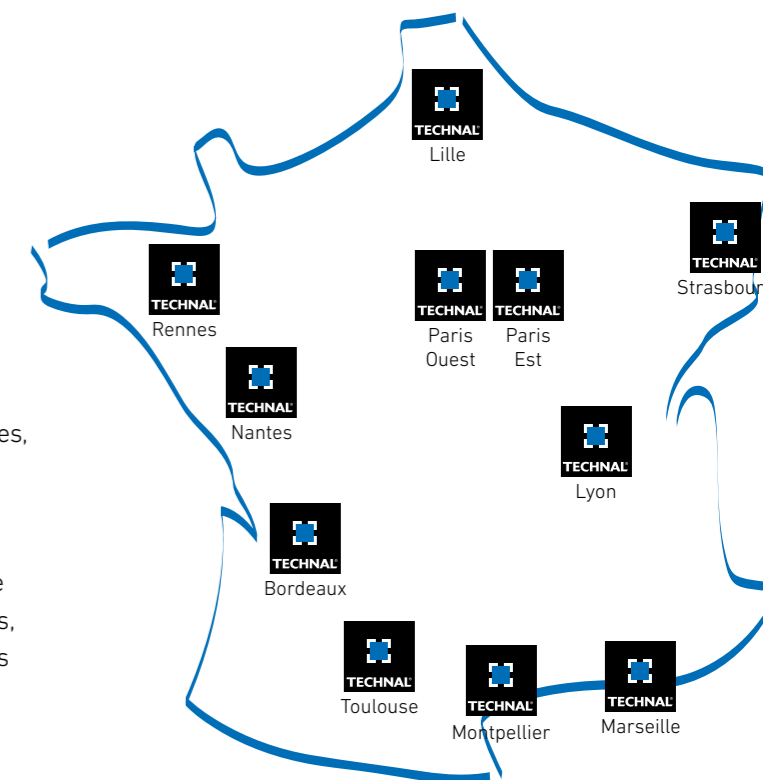 TECHNAL
Lille
TECHNAL
Strasbour
TECHNAL
Rennes
TECHNAL
Paris
Ouest
TECHNAL
Paris
Est
TECHNAL
Nantes
es,
TECHNAL
Lyon
TECHNAL
Bordeaux
e
s,
s
TECHNAL
Toulouse
TECHNAL
Montpellier
TECHNAL
Marseille